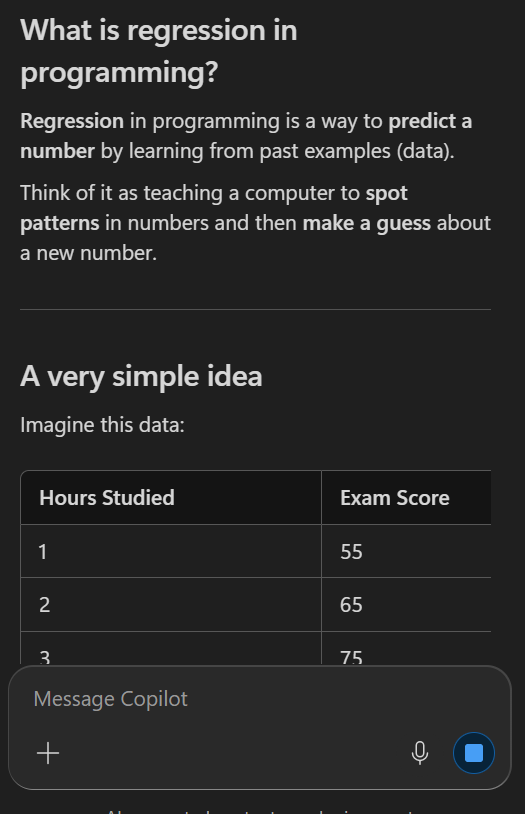 What is regression in
programming?
Regression in programming is a way to predict a
number by learning from past examples (data).
Think of it as teaching a computer to spot
patterns in numbers and then make a guess about
a new number.
A very simple idea
Imagine this data:
Hours Studied Exam Score
1 55
2 65
3 75
Message Copilot